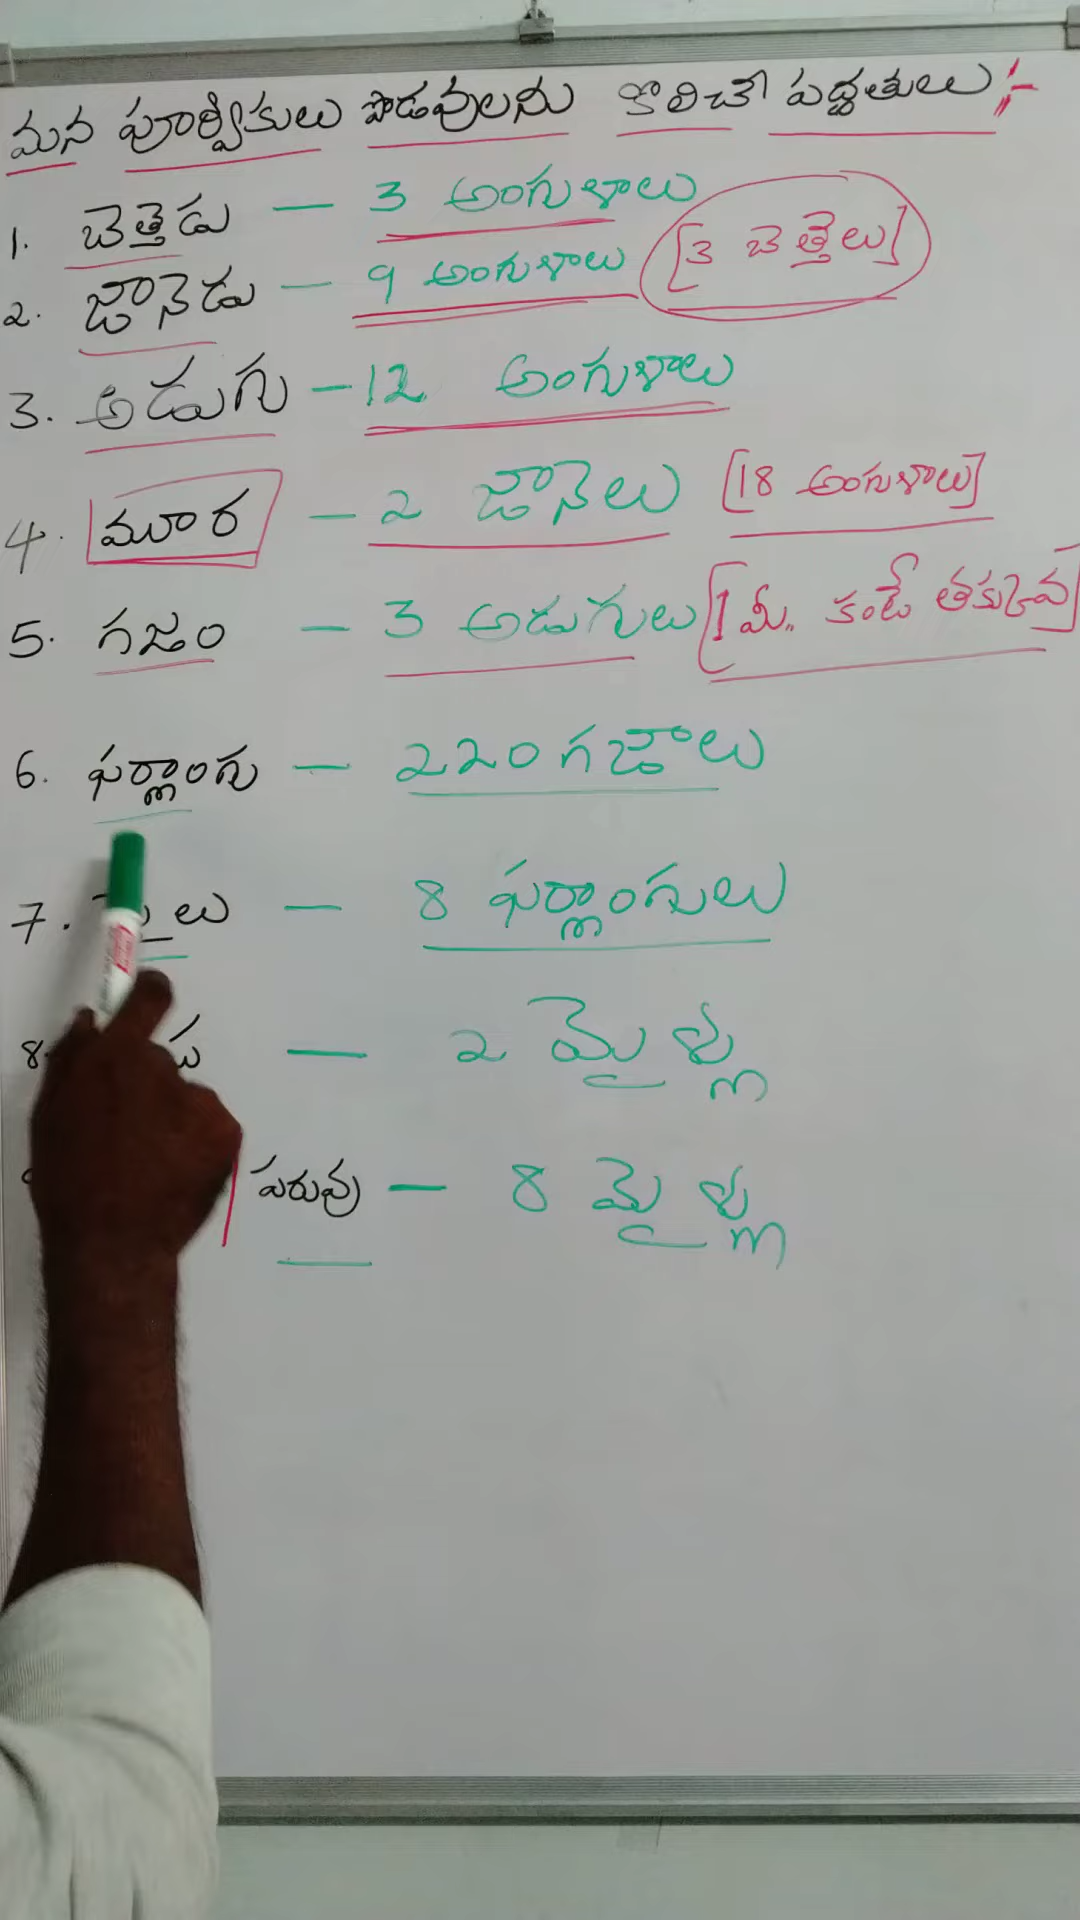 మన పూర్వీకులు పొడవులను కొలిచే పద్ధతులు :-
1. బెత్తెడు — 3 అంగుళాలు
2. జానెడు — 9 అంగుళాలు [3 బెత్తెలు]
3. అడుగు — 12 అంగుళాలు
4. మూర — 2 జానెలు [18 అంగుళాలు]
5. గజం — 3 అడుగులు [1 మీ. కంటే తక్కువ]
6. ఫర్లాంగు — 220 గజాలు
7. — 8 ఫర్లాంగులు
8. — 2 మైళ్ళు
పరువు — 8 మైళ్ళు